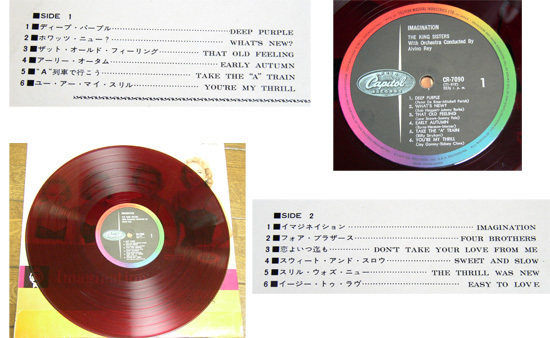 ■SIDE 1
1■ディープ・パープル DEEP PURPLE
2■ホワッツ・ニュー? WHAT'S NEW?
3■ザット・オールド・フィーリング THAT OLD FEELING
4■アーリー・オータム EARLY AUTUMN
5■"A"列車で行こう TAKE THE "A" TRAIN
6■ユー・アー・マイ・スリル YOU'RE MY THRILL
IMAGINATION
THE KING SISTERS
With Orchestra Conducted By
Alvino Rey
Capitol
RECORDS
CR-7090
1
1. DEEP PURPLE
2. WHAT'S NEW?
3. THAT OLD FEELING
4. EARLY AUTUMN
5. TAKE THE "A" TRAIN
6. YOU'RE MY THRILL
■SIDE 2
1■イマジネイション IMAGINATION
2■フォア・ブラザース FOUR BROTHERS
3■恋よいつ迄も DON'T TAKE YOUR LOVE FROM ME
4■スウィート・アンド・スロウ SWEET AND SLOW
5■スリル・ウォズ・ニュー THE THRILL WAS NEW
6■イージー・トゥ・ラヴ EASY TO LOVE